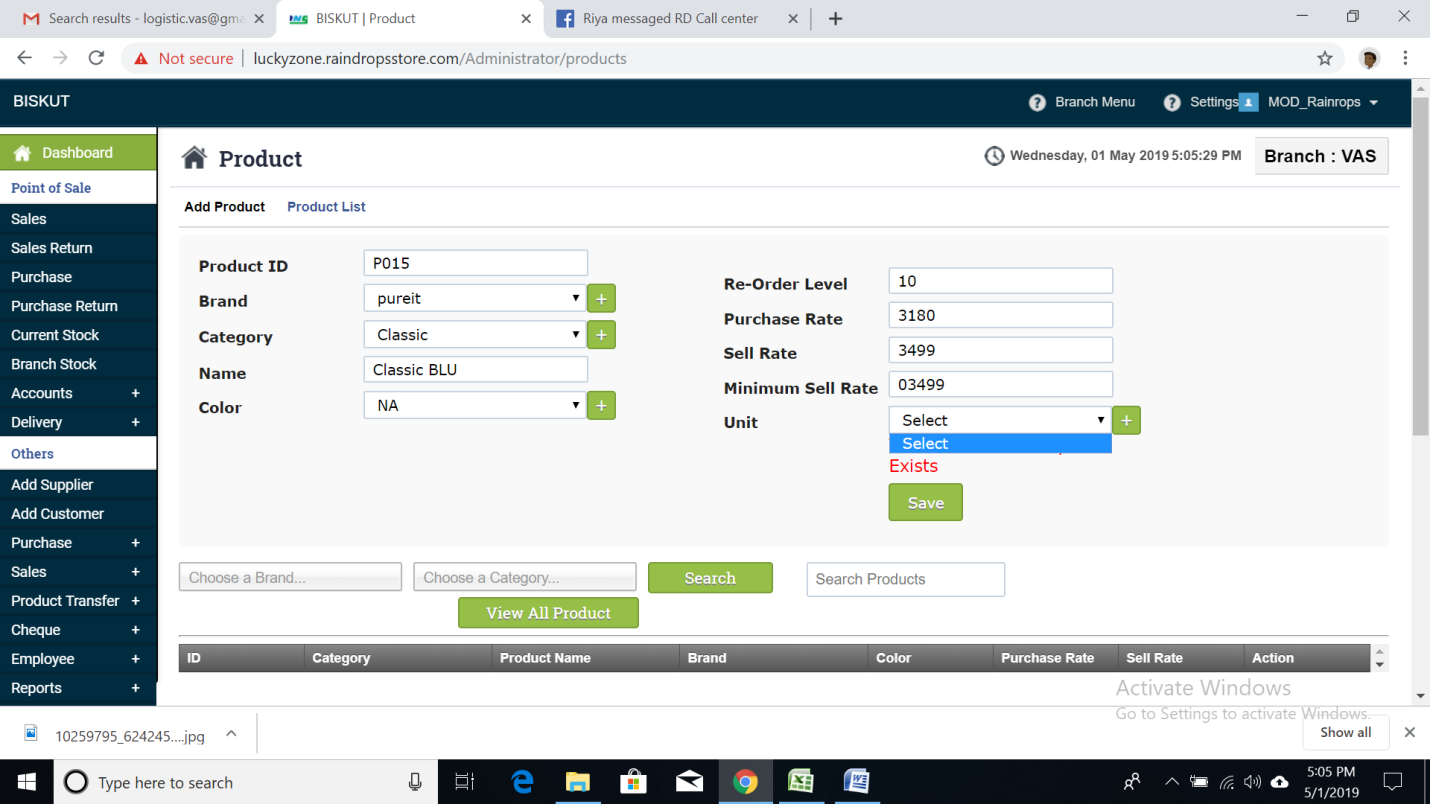 Search results - logistic.vas@gma
BISKUT | Product
Riya messaged RD Call center
Not secure | luckyzone.raindropsstore.com/Administrator/products
BISKUT
Branch Menu
Settings
MOD_Rainrops
Dashboard
Point of Sale
Sales
Sales Return
Purchase
Purchase Return
Current Stock
Branch Stock
Accounts +
Delivery +
Others
Add Supplier
Add Customer
Purchase +
Sales +
Product Transfer +
Cheque +
Employee +
Reports +
Product
Wednesday, 01 May 2019 5:05:29 PM
Branch : VAS
Add Product
Product List
Product ID P015
Brand pureit +
Category Classic +
Name Classic BLU
Color NA +
Re-Order Level 10
Purchase Rate 3180
Sell Rate 3499
Minimum Sell Rate 03499
Unit Select +
Select
Exists
Save
Choose a Brand...
Choose a Category...
Search
Search Products
View All Product
ID Category Product Name Brand Color Purchase Rate Sell Rate Action
Activate Windows
Go to Settings to activate Windows.
10259795_624245....jpg
Show all
Type here to search
5:05 PM
5/1/2019